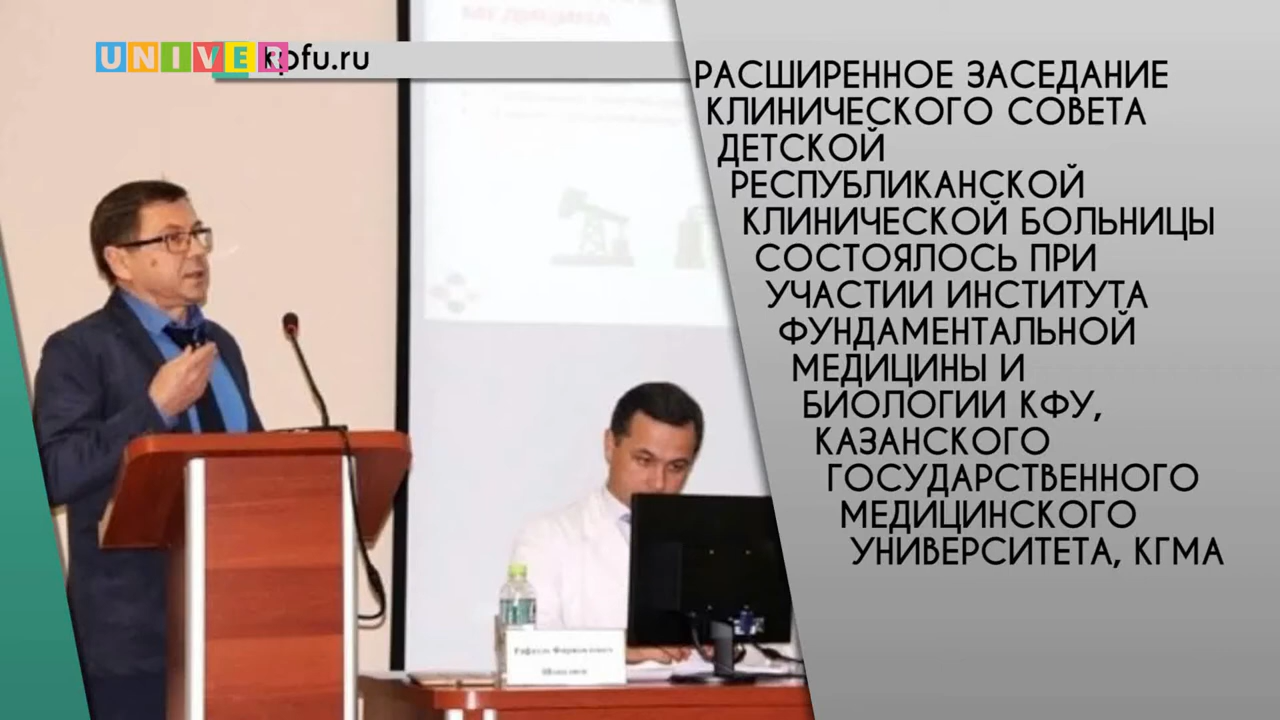 МЕДИЦИНА
UNIVER
kpfu.ru
РАСШИРЕННОЕ ЗАСЕДАНИЕ
КЛИНИЧЕСКОГО СОВЕТА
ДЕТСКОЙ
РЕСПУБЛИКАНСКОЙ
КЛИНИЧЕСКОЙ БОЛЬНИЦЫ
СОСТОЯЛОСЬ ПРИ
УЧАСТИИ ИНСТИТУТА
ФУНДАМЕНТАЛЬНОЙ
МЕДИЦИНЫ И
БИОЛОГИИ КФУ,
КАЗАНСКОГО
ГОСУДАРСТВЕННОГО
МЕДИЦИНСКОГО
УНИВЕРСИТЕТА, КГМА